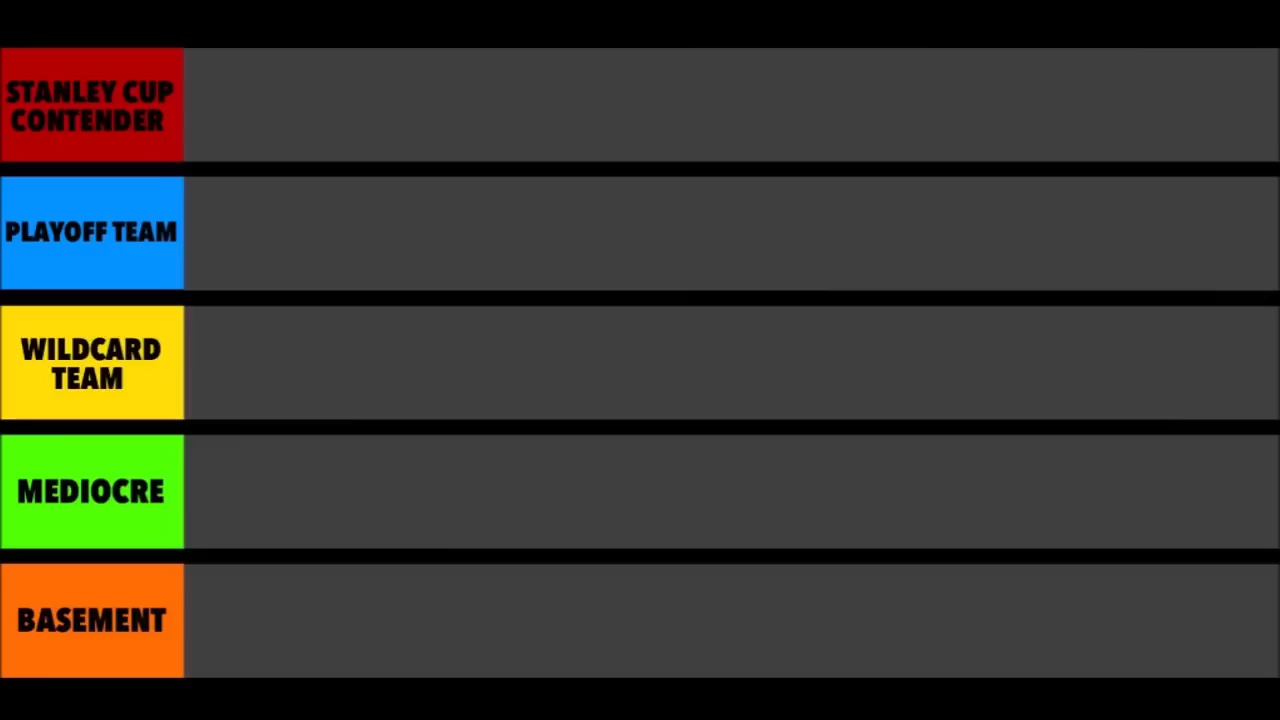 STANLEY CUP
CONTENDER
PLAYOFF TEAM
WILDCARD
TEAM
MEDIOCRE
BASEMENT